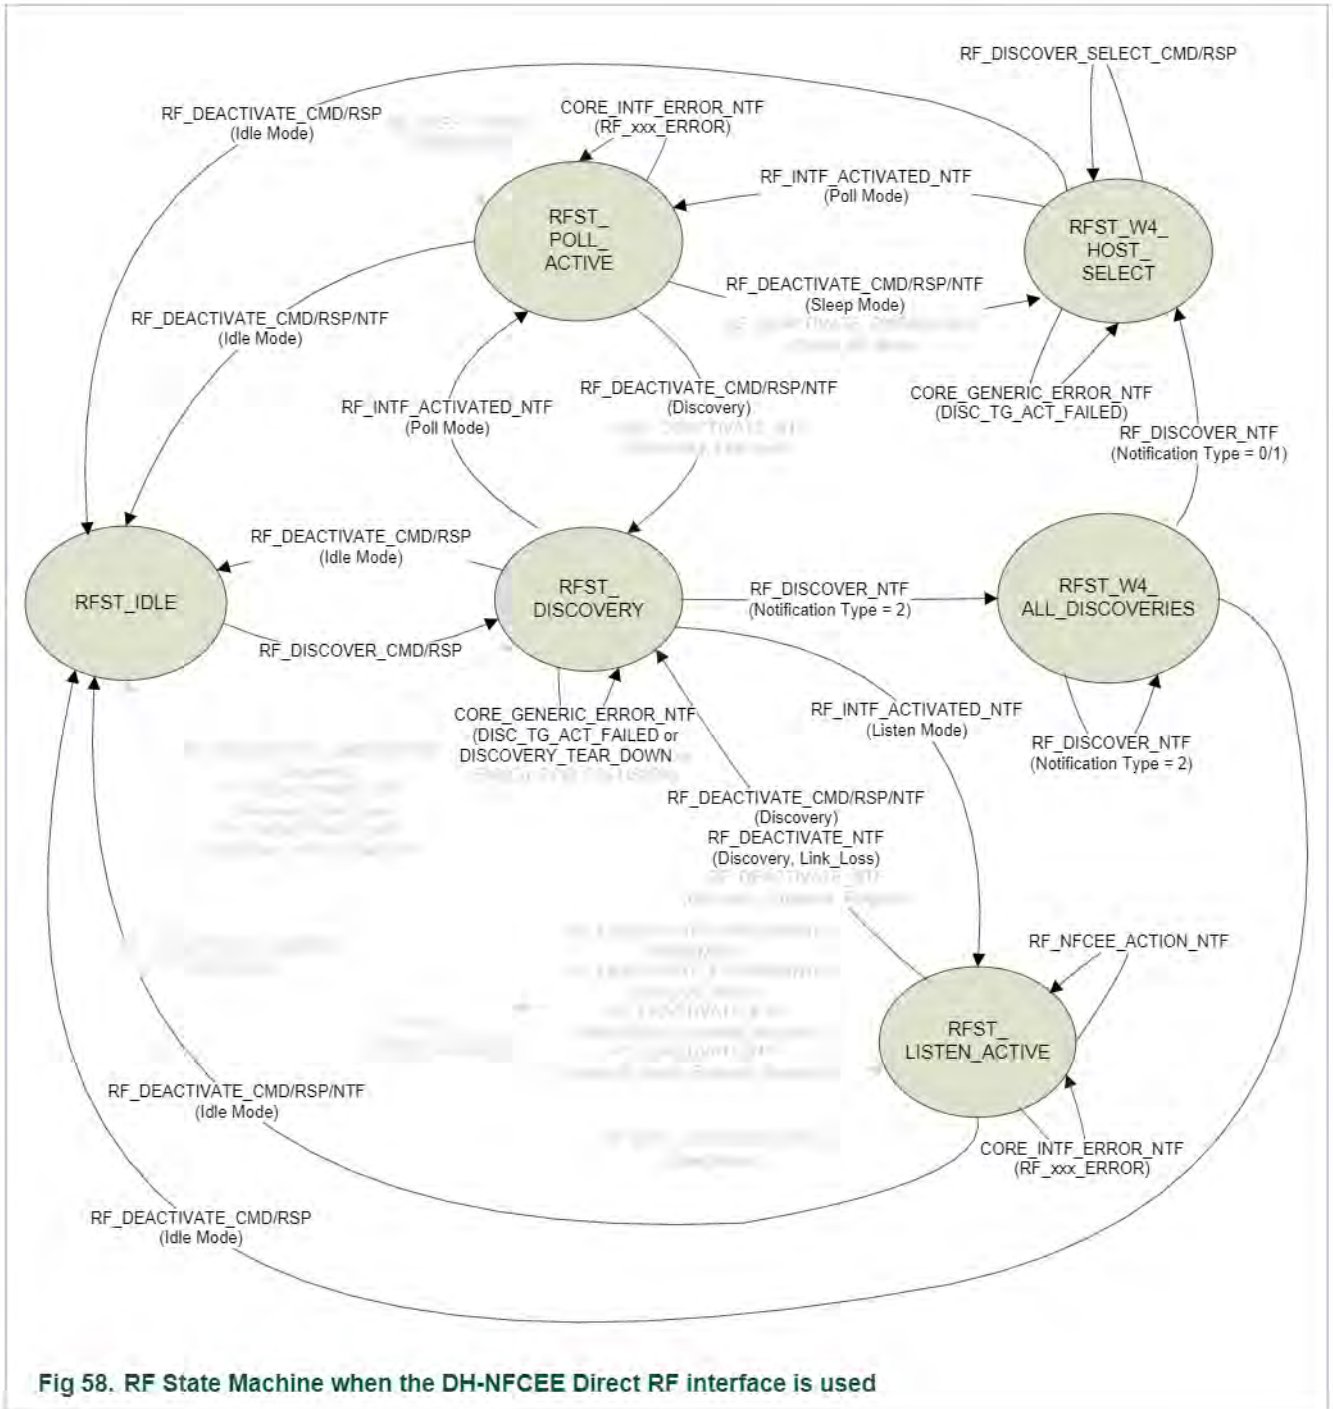 RF_DISCOVER_SELECT_CMD/RSP
RF_DEACTIVATE_CMD/RSP
(Idle Mode)
CORE_INTF_ERROR_NTF
(RF_xxx_ERROR)
RF_INTF_ACTIVATED_NTF
(Poll Mode)
RFST_
POLL_
ACTIVE
RFST_W4_
HOST_
SELECT
RF_DEACTIVATE_CMD/RSP/NTF
(Sleep Mode)
RF_DEACTIVATE_CMD/RSP/NTF
(Idle Mode)
RF_DEACTIVATE_CMD/RSP/NTF
(Discovery)
CORE_GENERIC_ERROR_NTF
(DISC_TG_ACT_FAILED)
RF_INTF_ACTIVATED_NTF
(Poll Mode)
RF_DISCOVER_NTF
(Notification Type = 0/1)
RF_DEACTIVATE_CMD/RSP
(Idle Mode)
RFST_IDLE
RFST_
DISCOVERY
RF_DISCOVER_NTF
(Notification Type = 2)
RFST_W4_
ALL_DISCOVERIES
RF_DISCOVER_CMD/RSP
CORE_GENERIC_ERROR_NTF
(DISC_TG_ACT_FAILED or
DISCOVERY_TEAR_DOWN
RF_INTF_ACTIVATED_NTF
(Listen Mode)
RF_DISCOVER_NTF
(Notification Type = 2)
RF_DEACTIVATE_CMD/RSP/NTF
(Discovery)
RF_DEACTIVATE_NTF
(Discovery, Link_Loss)
RF_NFCEE_ACTION_NTF
RFST_
LISTEN_ACTIVE
RF_DEACTIVATE_CMD/RSP/NTF
(Idle Mode)
CORE_INTF_ERROR_NTF
(RF_xxx_ERROR)
RF_DEACTIVATE_CMD/RSP
(Idle Mode)
Fig 58. RF State Machine when the DH-NFCEE Direct RF interface is used